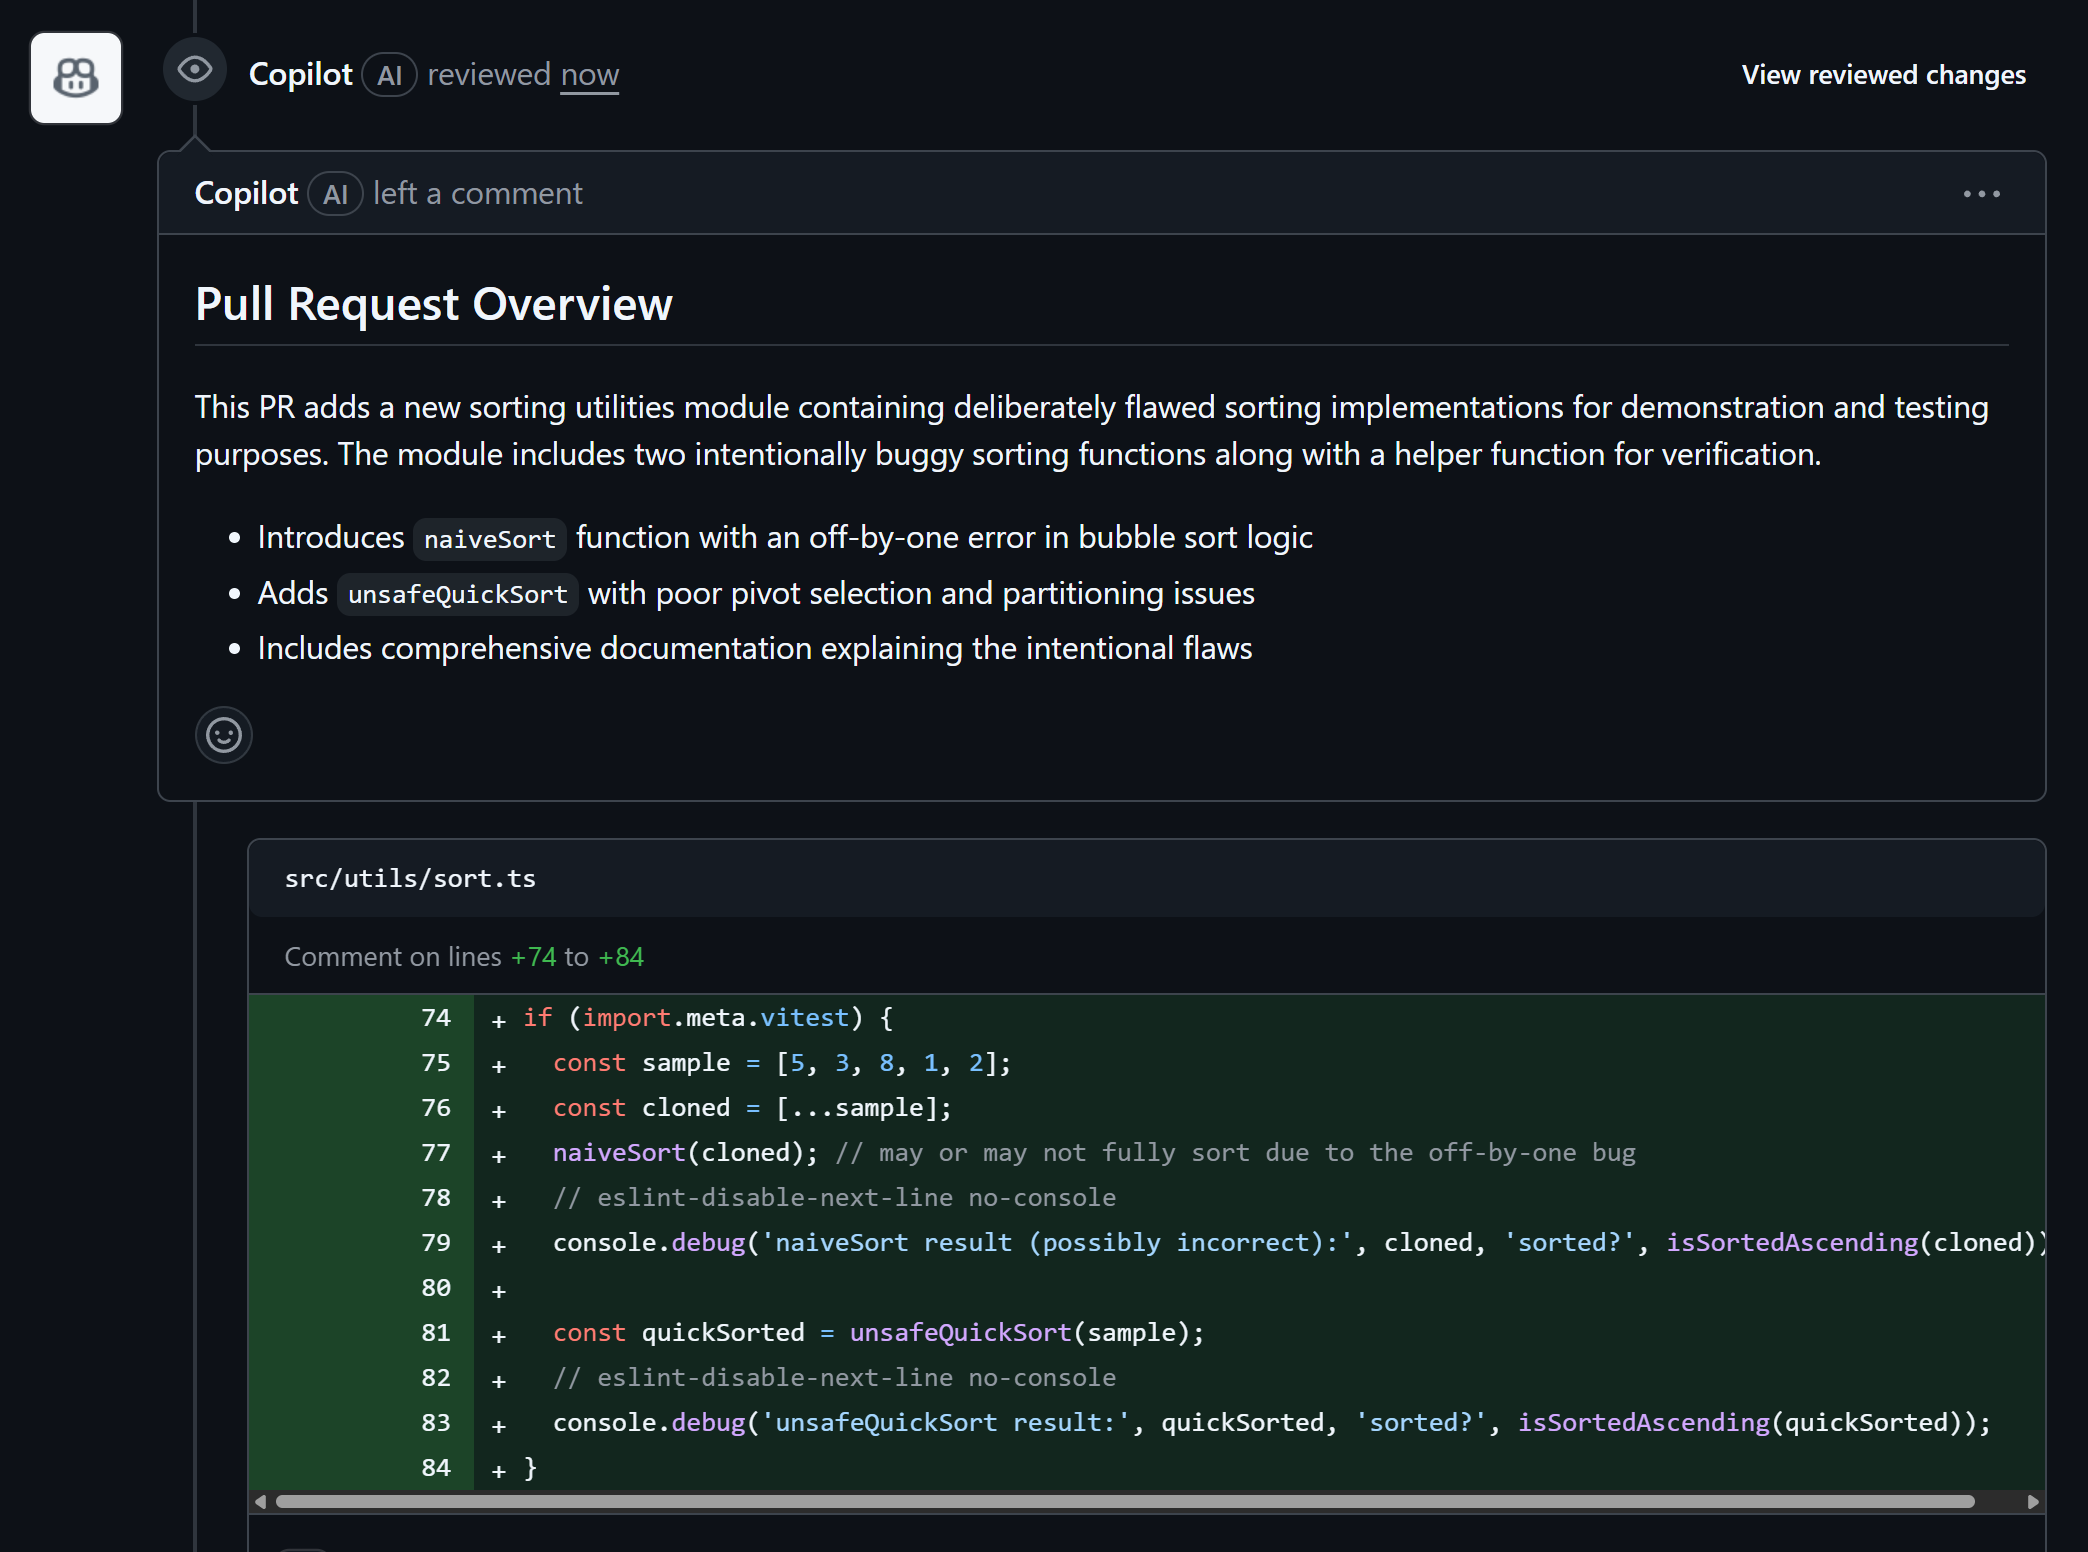 Copilot AI reviewed now
View reviewed changes
Copilot AI left a comment
Pull Request Overview
This PR adds a new sorting utilities module containing deliberately flawed sorting implementations for demonstration and testing
purposes. The module includes two intentionally buggy sorting functions along with a helper function for verification.
• Introduces naiveSort function with an off-by-one error in bubble sort logic
• Adds unsafeQuickSort with poor pivot selection and partitioning issues
• Includes comprehensive documentation explaining the intentional flaws
src/utils/sort.ts
Comment on lines +74 to +84
74 + if (import.meta.vitest) {
75 +   const sample = [5, 3, 8, 1, 2];
76 +   const cloned = [...sample];
77 +   naiveSort(cloned); // may or may not fully sort due to the off-by-one bug
78 +   // eslint-disable-next-line no-console
79 +   console.debug('naiveSort result (possibly incorrect):', cloned, 'sorted?', isSortedAscending(cloned))
80 +
81 +   const quickSorted = unsafeQuickSort(sample);
82 +   // eslint-disable-next-line no-console
83 +   console.debug('unsafeQuickSort result:', quickSorted, 'sorted?', isSortedAscending(quickSorted));
84 + }